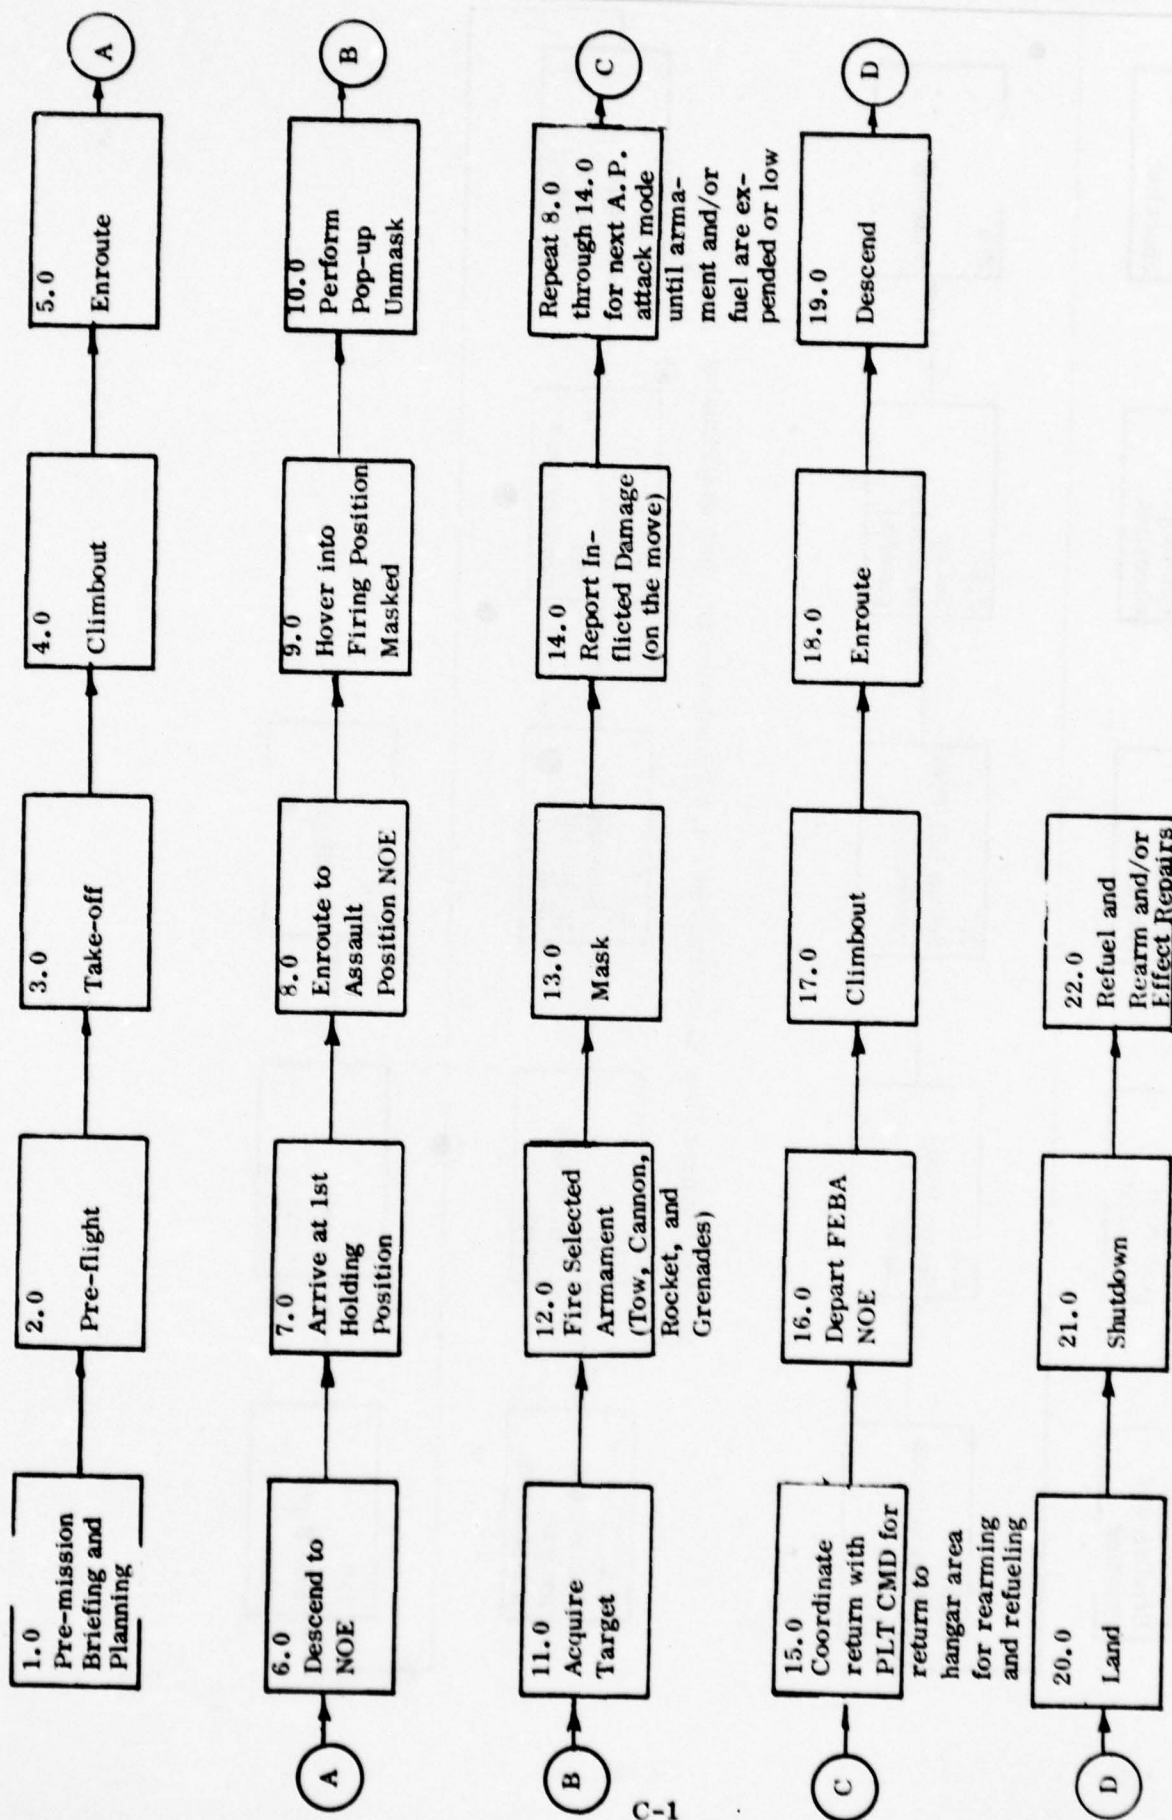 1.0
Pre-mission
Briefing and
Planning
2.0
Pre-flight
3.0
Take-off
4.0
Climbout
5.0
Enroute
A
A
6.0
Descend to
NOE
7.0
Arrive at 1st
Holding
Position
8.0
Enroute to
Assault
Position NOE
9.0
Hover into
Firing Position
Masked
10.0
Perform
Pop-up
Unmask
B
B
11.0
Acquire
Target
12.0
Fire Selected
Armament
(Tow, Cannon,
Rocket, and
Grenades)
13.0
Mask
14.0
Report In-
flicted Damage
(on the move)
Repeat 8.0
through 14.0
for next A.P.
attack mode
until arma-
ment and/or
fuel are ex-
pended or low
C
C
15.0
Coordinate
return with
PLT CMD for
return to
hangar area
for rearming
and refueling
16.0
Depart FEBA
NOE
17.0
Climbout
18.0
Enroute
19.0
Descend
D
D
20.0
Land
21.0
Shutdown
22.0
Refuel and
Rearm and/or
Effect Repairs
C-1